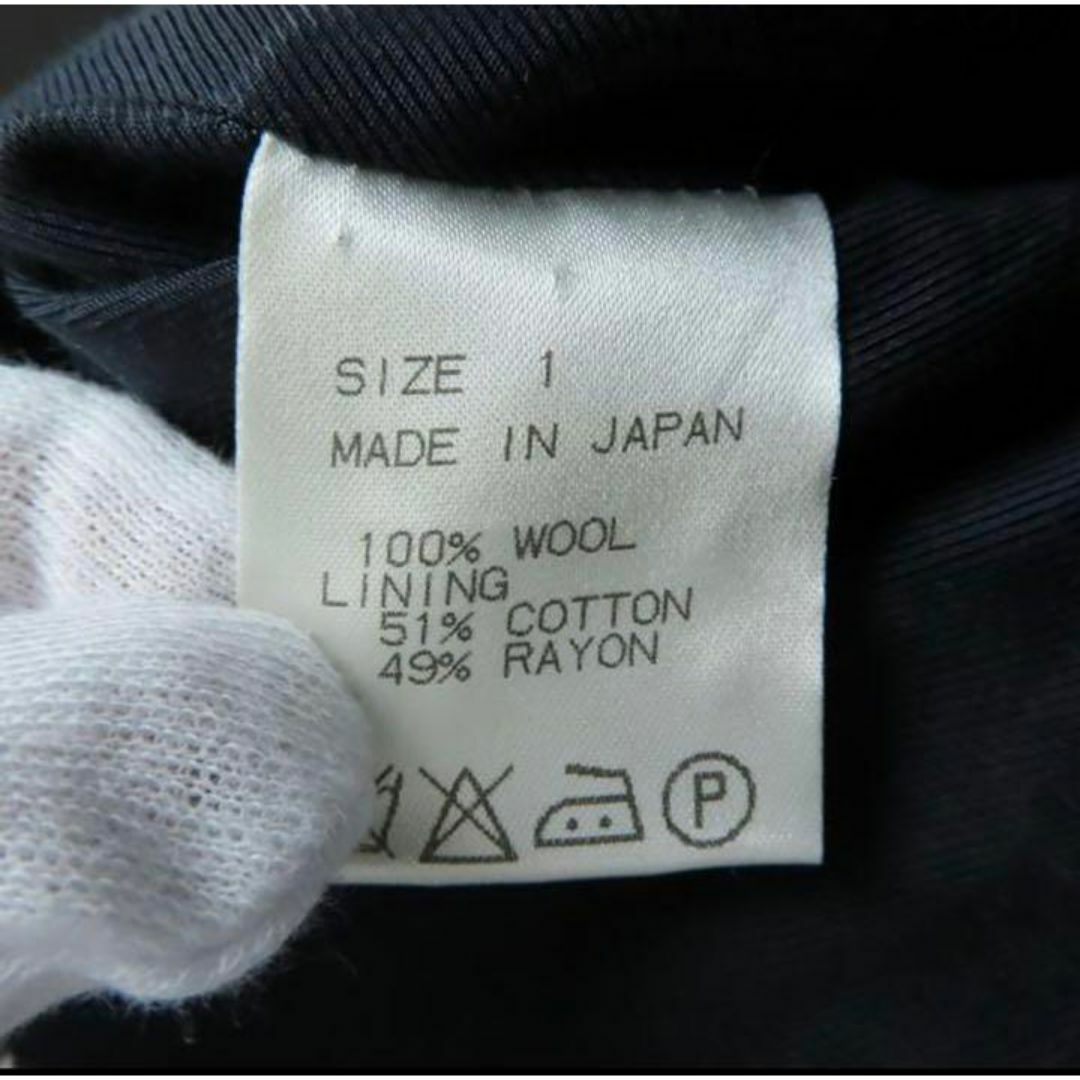 SIZE 1
MADE IN JAPAN
100% WOOL
LINING
51% COTTON
49% RAYON
P